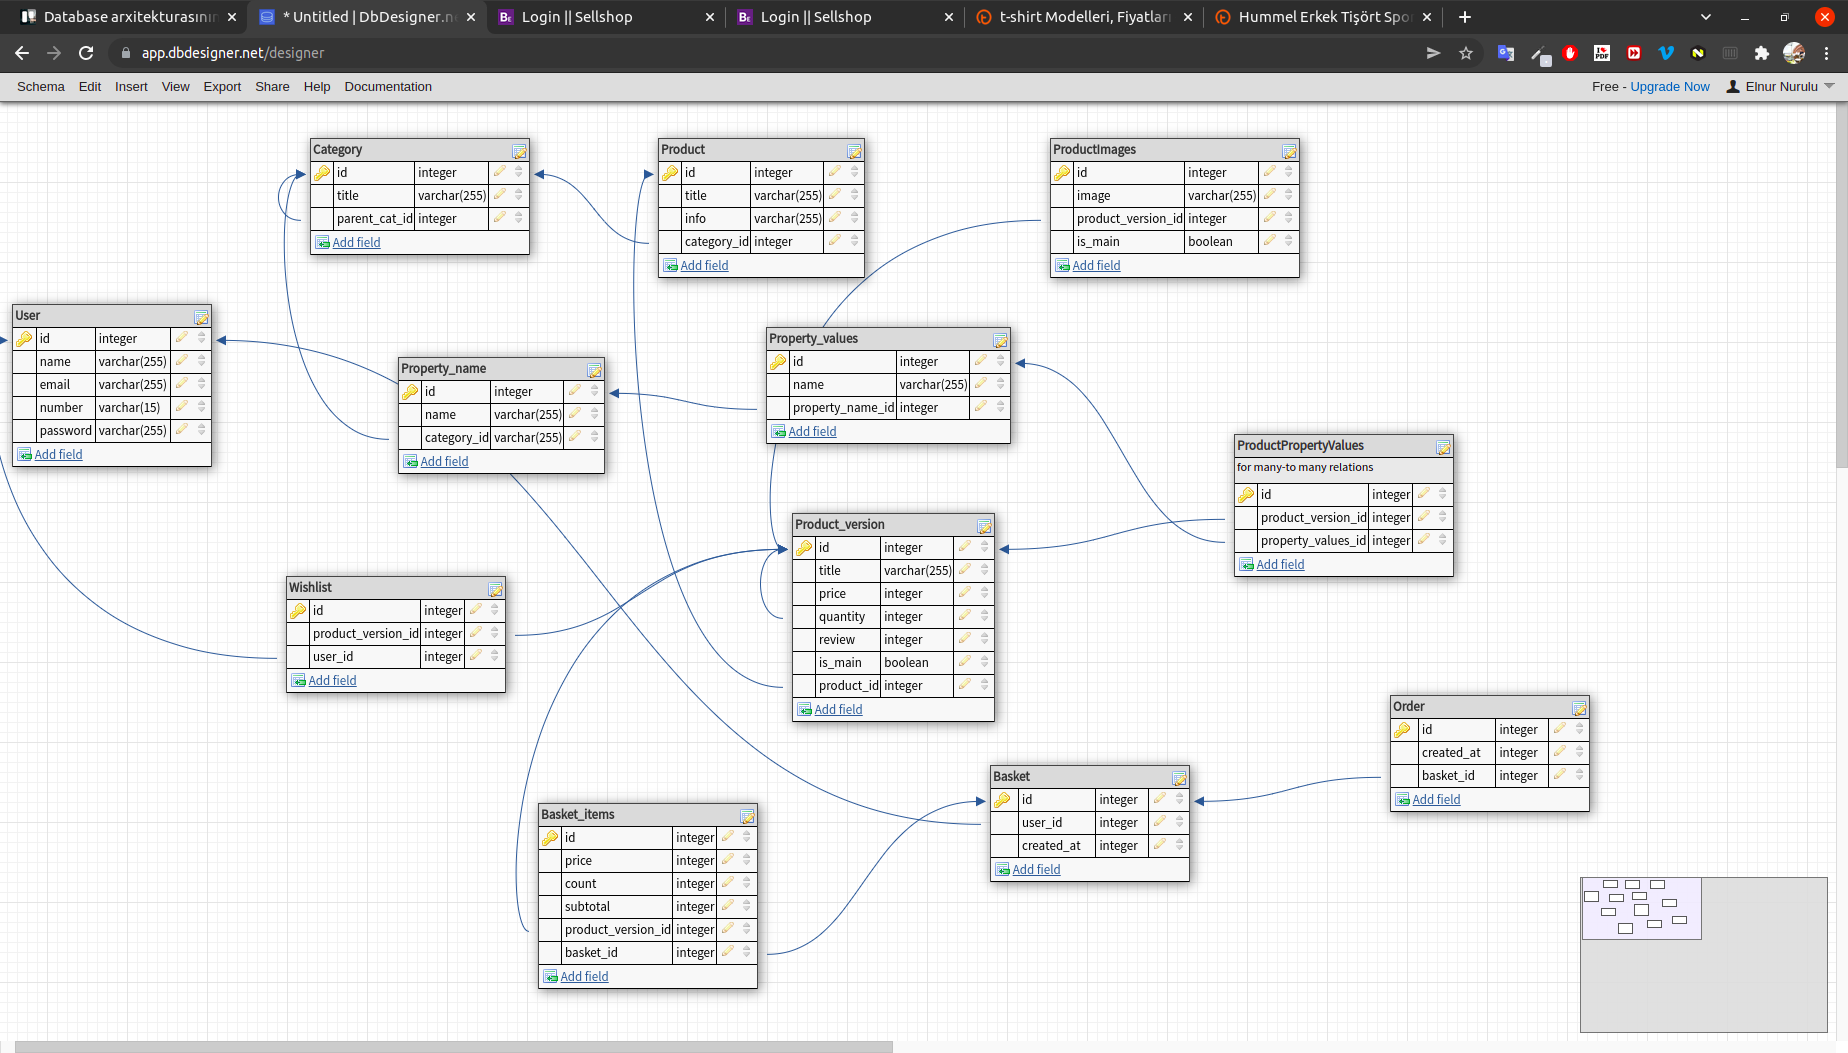 Database arxitekturasının
* Untitled | DbDesigner.n
Login || Sellshop
Login || Sellshop
t-shirt Modelleri, Fiyatlar
Hummel Erkek Tişört Spo
app.dbdesigner.net/designer
Schema Edit Insert View Export Share Help Documentation
Free - Upgrade Now Elnur Nurulu
Category
id integer
title varchar(255)
parent_cat_id integer
Add field
Product
id integer
title varchar(255)
info varchar(255)
category_id integer
Add field
ProductImages
id integer
image varchar(255)
product_version_id integer
is_main boolean
Add field
User
id integer
name varchar(255)
email varchar(255)
number varchar(15)
password varchar(255)
Add field
Property_name
id integer
name varchar(255)
category_id varchar(255)
Add field
Property_values
id integer
name varchar(255)
property_name_id integer
Add field
ProductPropertyValues
for many-to many relations
id integer
product_version_id integer
property_values_id integer
Add field
Product_version
id integer
title varchar(255)
price integer
quantity integer
review integer
is_main boolean
product_id integer
Add field
Wishlist
id integer
product_version_id integer
user_id integer
Add field
Order
id integer
created_at integer
basket_id integer
Add field
Basket
id integer
user_id integer
created_at integer
Add field
Basket_items
id integer
price integer
count integer
subtotal integer
product_version_id integer
basket_id integer
Add field